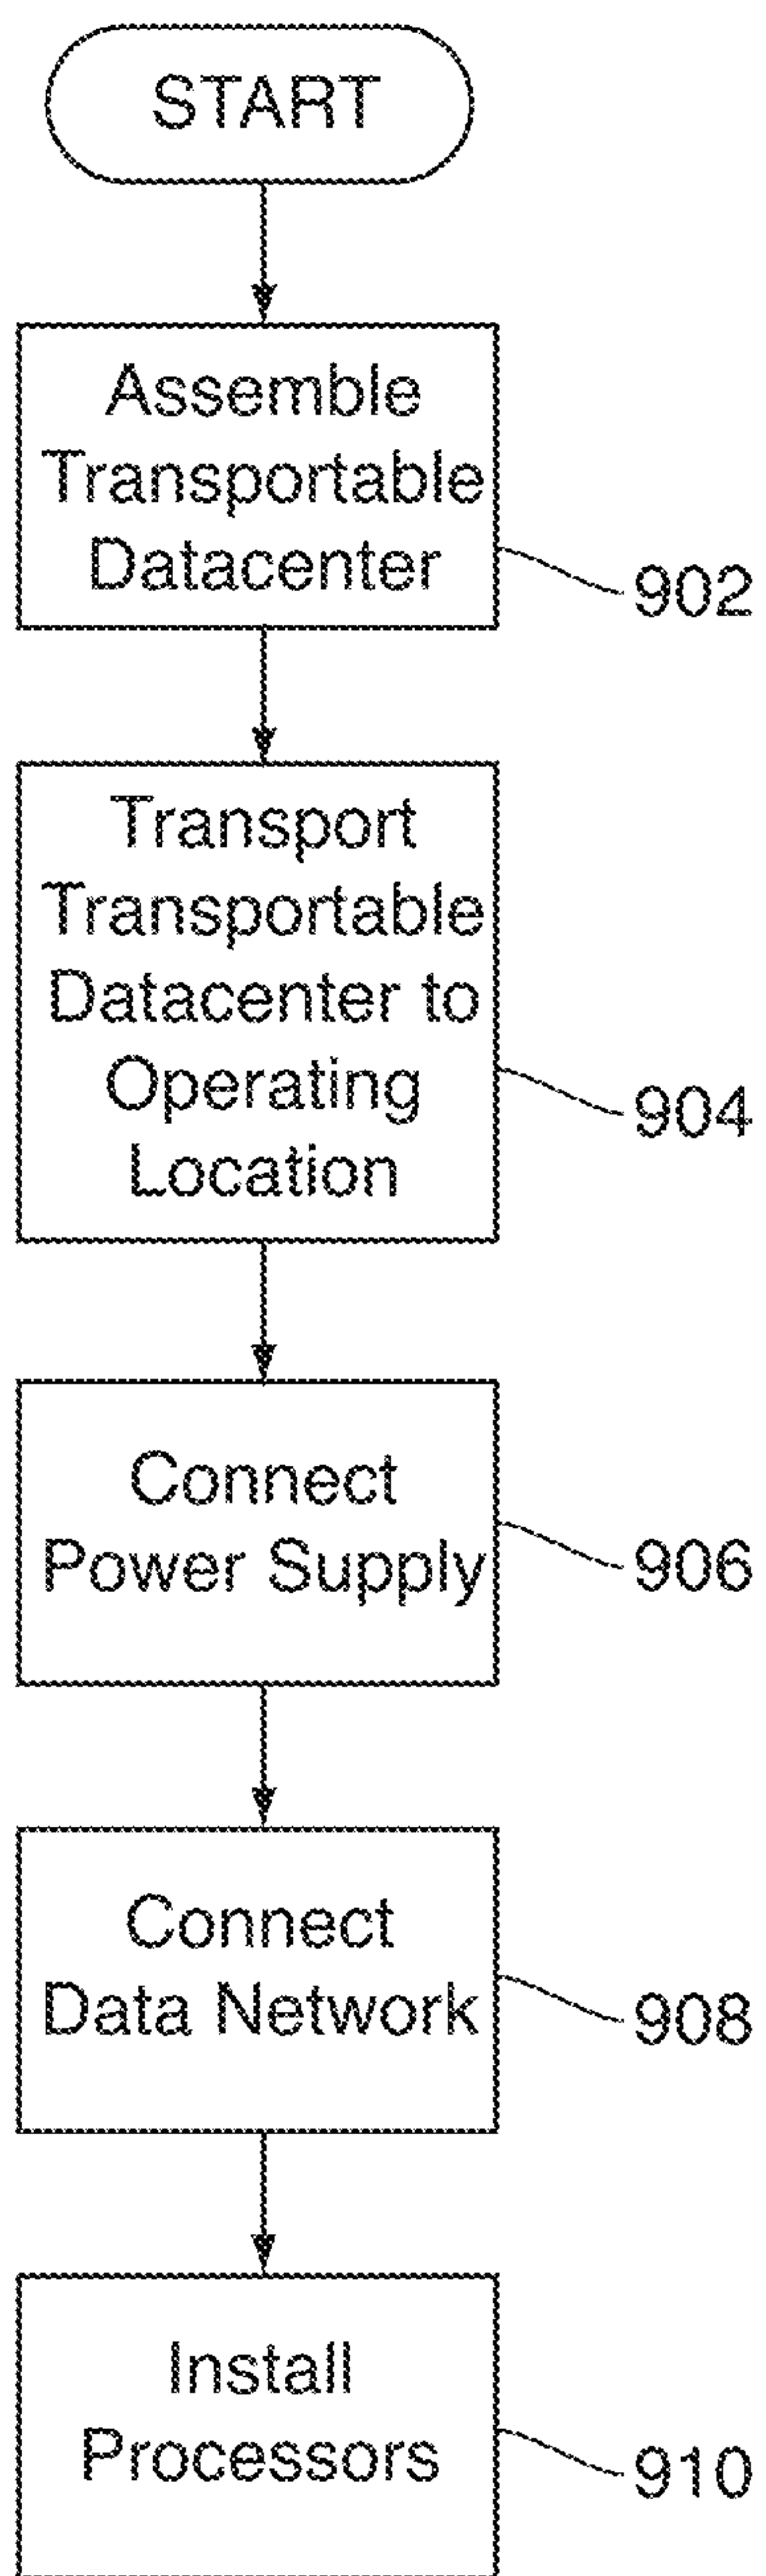 START
Assemble
Transportable
Datacenter
902
Transport
Transportable
Datacenter to
Operating
Location
904
Connect
Power Supply
906
Connect
Data Network
908
Install
Processors
910